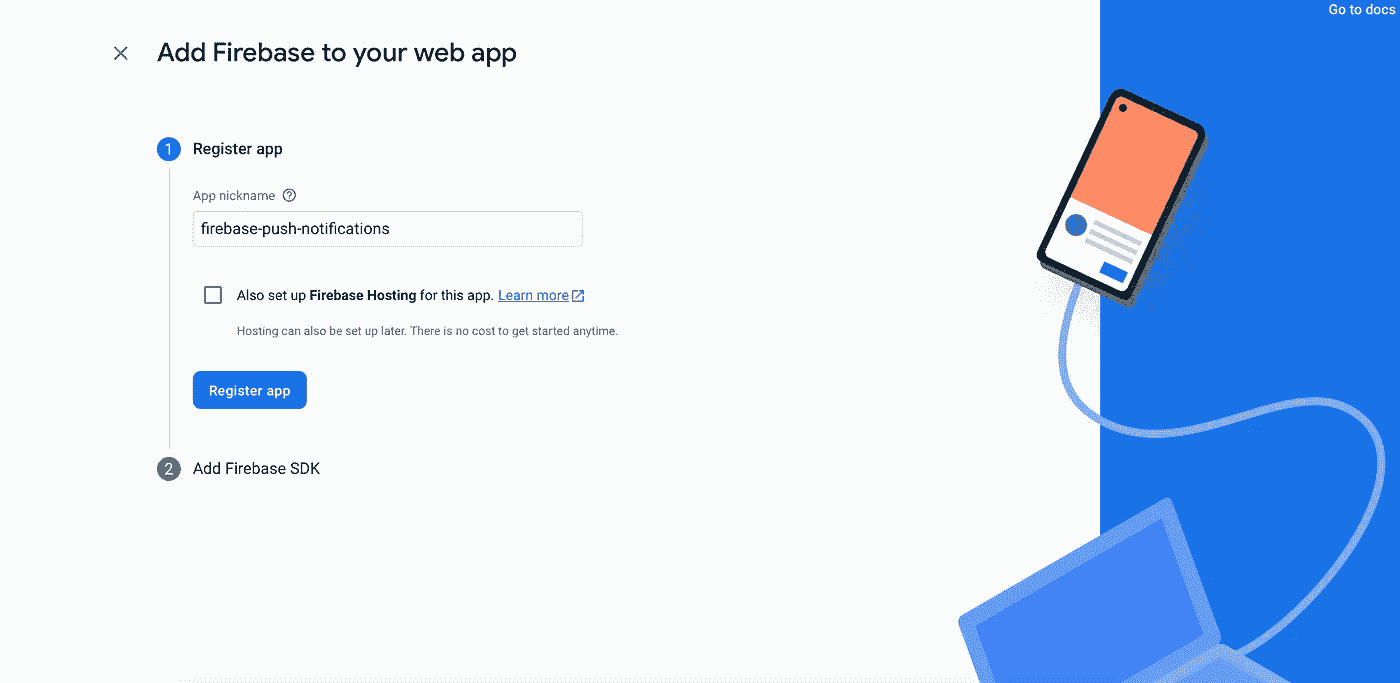 Go to docs
Add Firebase to your web app
1 Register app
App nickname ?
firebase-push-notifications
Also set up Firebase Hosting for this app. Learn more
Hosting can also be set up later. There is no cost to get started anytime.
Register app
2 Add Firebase SDK